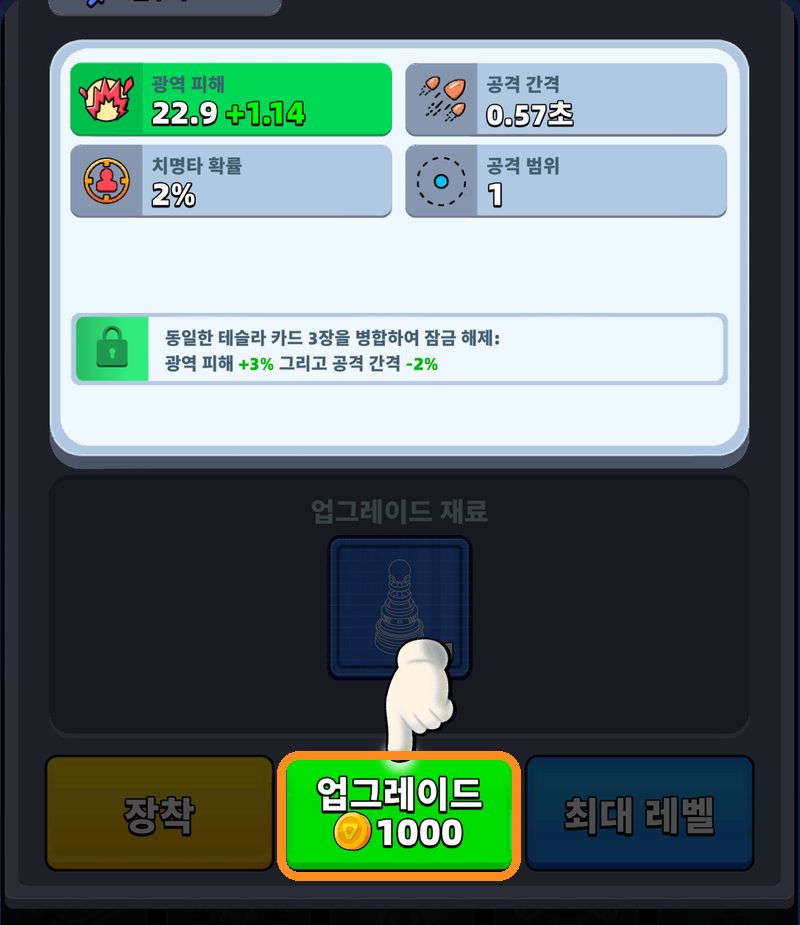 광역 피해
22.9 +1.14
공격 간격
0.57초
치명타 확률
2%
공격 범위
1
동일한 테슬라 카드 3장을 병합하여 잠금 해제:
광역 피해 +3% 그리고 공격 간격 -2%
업그레이드 재료
장착
업그레이드
1000
최대 레벨